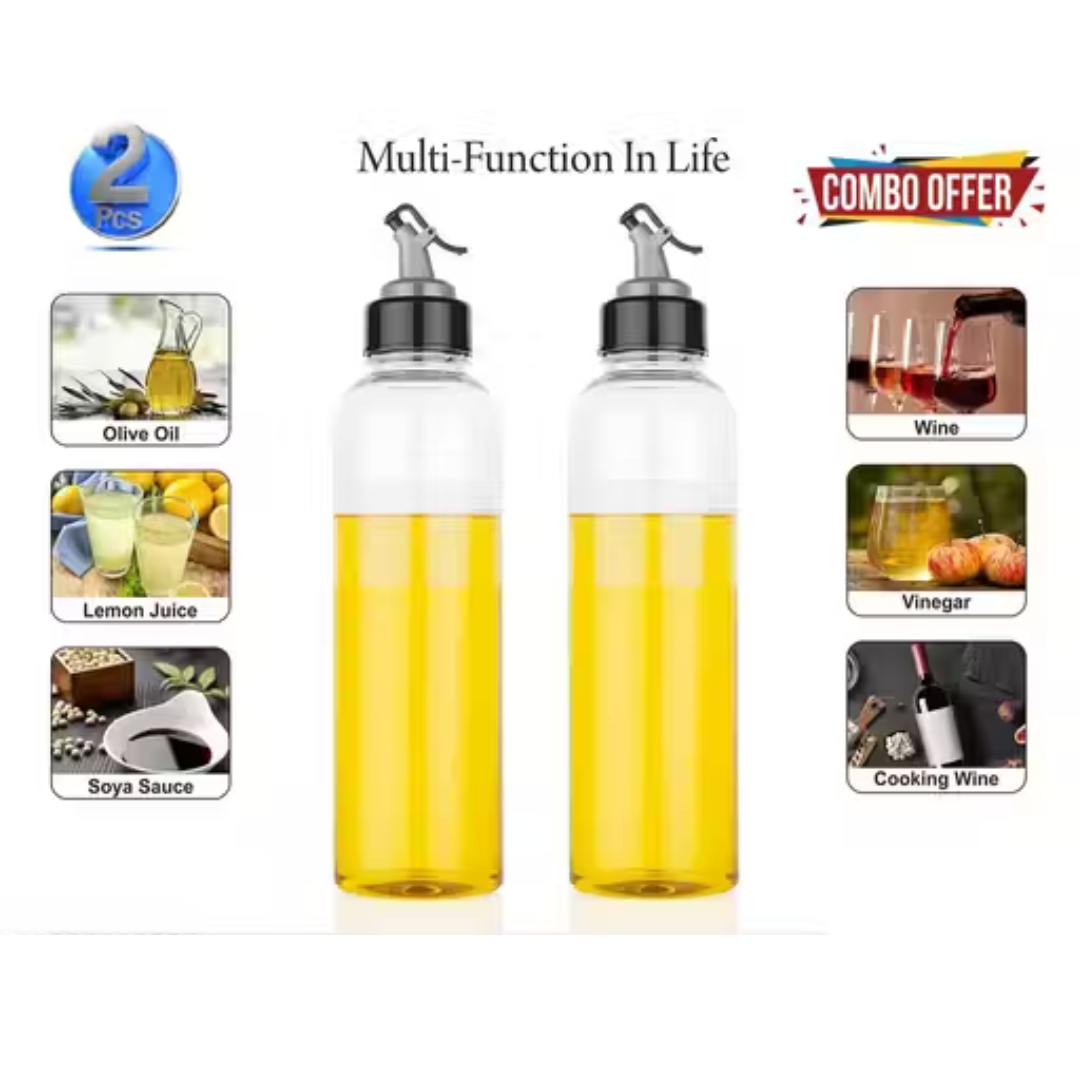 2
Pcs
Multi-Function In Life
COMBO OFFER
Olive Oil
Lemon Juice
Soya Sauce
Wine
Vinegar
Cooking Wine